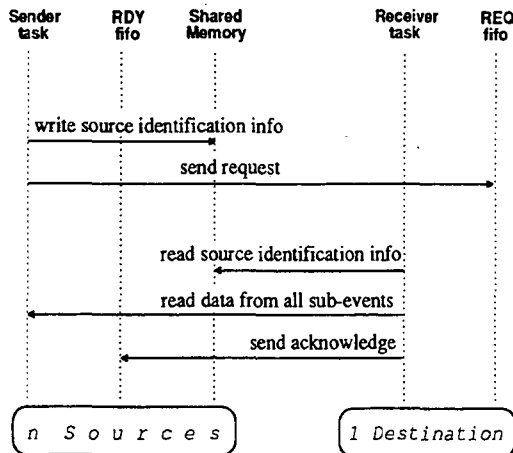 Sender task
RDY fifo
Shared Memory
Receiver task
REQ fifo
write source identification info
send request
read source identification info
read data from all sub-events
send acknowledge
n Sources
1 Destination